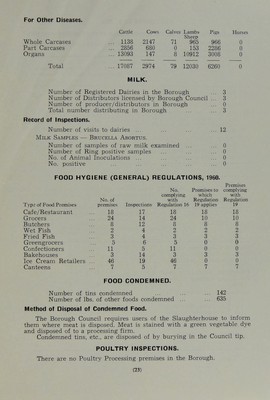 For Other Diseases.
Cattle Cows Calves Lambs Sheep Pigs Horses
Whole Carcases 1138 2147 71 965 966 0
Part Carcases 2856 680 0 153 2286 0
Organs 13093 147 8 10912 3008 0
Total 17087 2974 79 12030 6260 0
MILK.
Number of Registered Dairies in the Borough 3
Number of Distributors licensed by Borough Council 3
Number of producer/distributors in Borough 0
Total number distributing in Borough 3
Record of Inspections.
Number of visits to dairies 12
MILK SAMPLES — BRUCELLA ABORTUS.
Number of samples of raw milk examined 0
Number of Ring positive samples 0
No. of Animal Inoculations 0
No. positive 0
FOOD HYGIENE (GENERAL) REGULATIONS, 1960.
Type of Food Premises No. of premises Inspections No. complying with Regulation 16 Premises to which Regulation 19 applies Premises complying with Regulation 19
Cafe/Restaurant 18 17 18 18 18
Grocers 24 14 24 10 10
Butchers 8 12 8 8 8
Wet Fish 2 4 2 2 2
Fried Fish 3 4 3 3 3
Greengrocers 5 6 5 0 0
Confectioners 11 5 11 0 0
Bakehouses 3 14 3 3 3
Ice Cream Retailers 46 19 46 0 0
Canteens 7 5 7 7 7
FOOD CONDEMNED.
Number of tins condemned 142
Number of lbs. of other foods condemned 635
Method of Disposal of Condemned Food.
The Borough Council requires users of the Slaughterhouse to inform
them where meat is disposed. Meat is stained with a green vegetable dye
and disposed of to a processing firm.
Condemned tins, etc., are disposed of by burying in the Council tip.
POULTRY INSPECTIONS.
There are no Poultry Processing premises in the Borough.
(23)